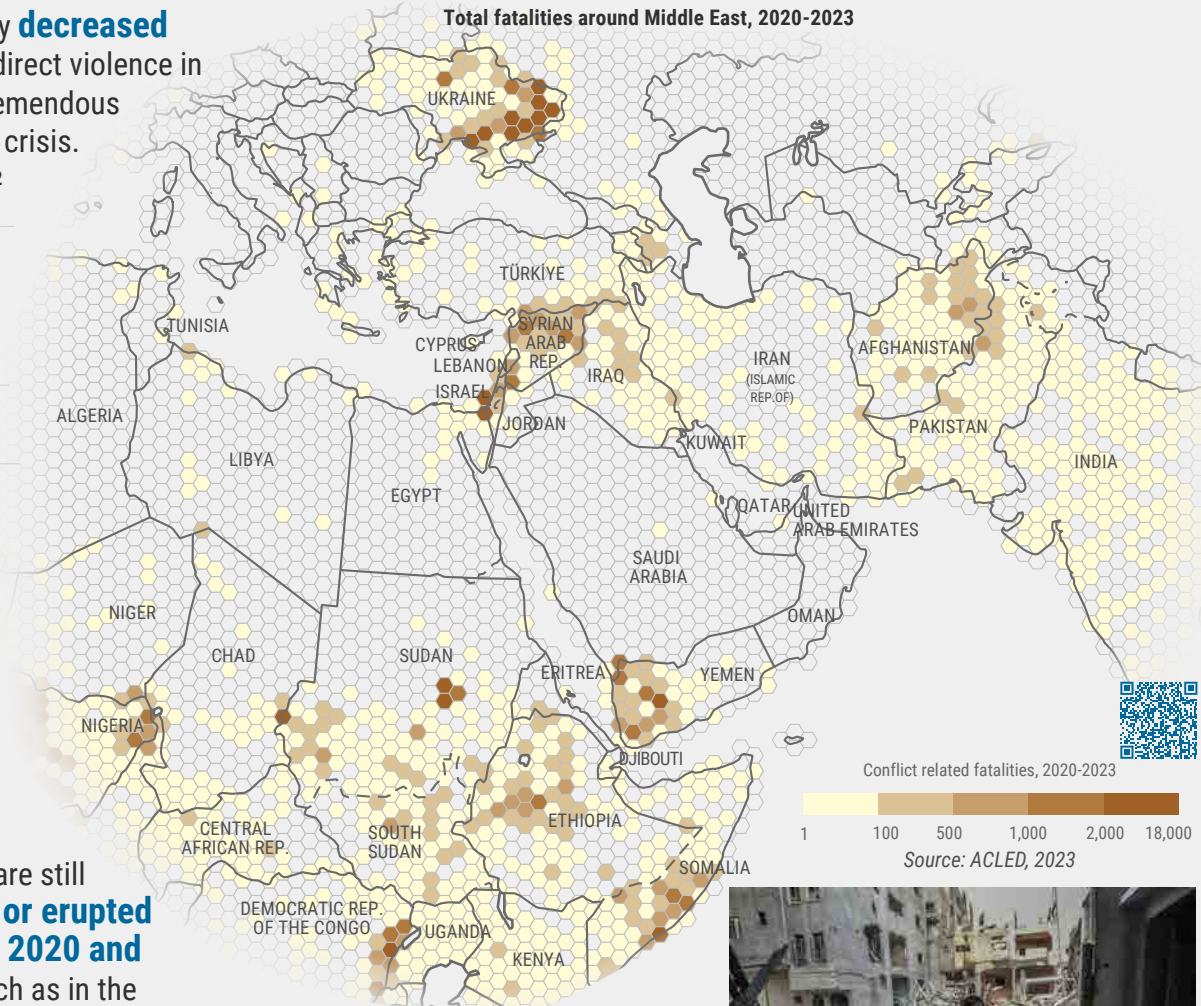 Total fatalities around Middle East, 2020-2023
y decreased
direct violence in
emendous
crisis.
2
UKRAINE
TÜRKİYE
TUNISIA
SYRIAN
ARAB
REP.
CYPRUS
LEBANON
ISRAEL
IRAQ
IRAN
(ISLAMIC
REP.OF)
AFGHANISTAN
ALGERIA
JORDAN
PAKISTAN
KUWAIT
LIBYA
INDIA
EGYPT
QATAR
UNITED
ARAB EMIRATES
SAUDI
ARABIA
NIGER
OMAN
CHAD
SUDAN
ERITREA
YEMEN
NIGERIA
DJIBOUTI
Conflict related fatalities, 2020-2023
1 100 500 1,000 2,000 18,000
Source: ACLED, 2023
CENTRAL
AFRICAN REP.
SOUTH
SUDAN
ETHIOPIA
SOMALIA
DEMOCRATIC REP.
OF THE CONGO
UGANDA
KENYA
are still
or erupted
2020 and
ch as in the